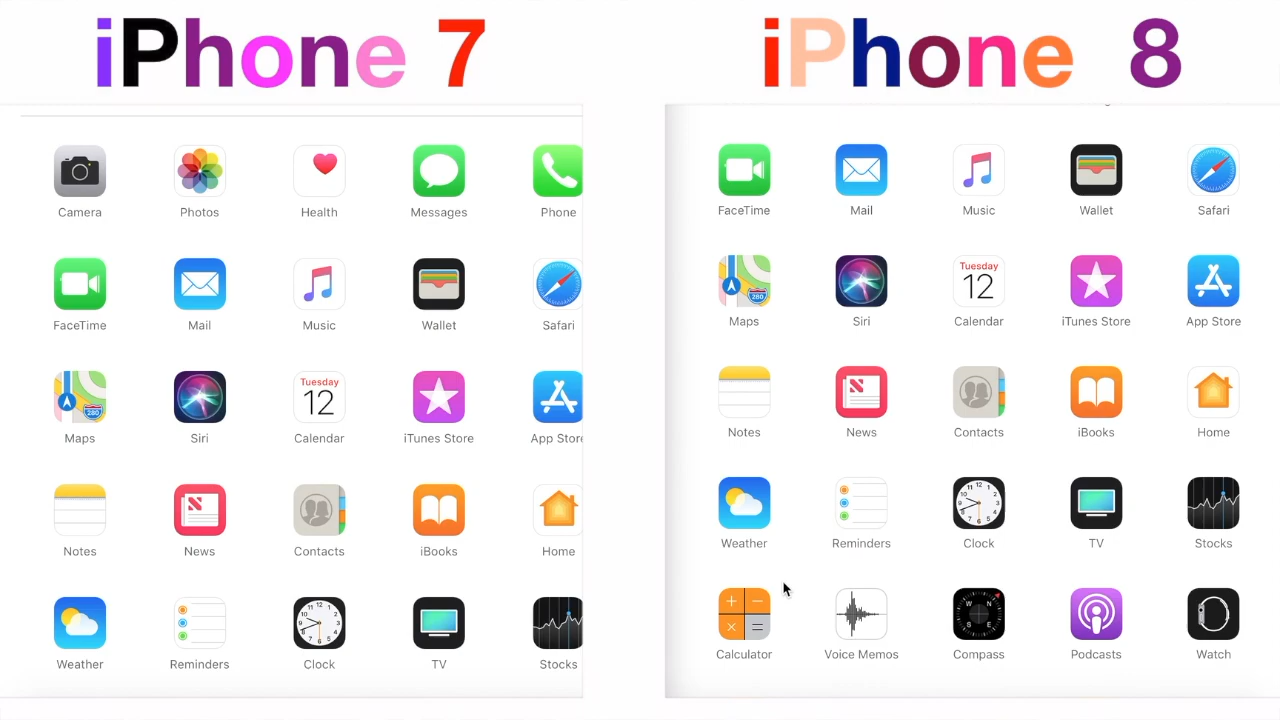 iPhone 7
Camera Photos Health Messages Phone
FaceTime Mail Music Wallet Safari
Tuesday
12
280
Maps Siri Calendar iTunes Store App Store
Notes News Contacts iBooks Home
Weather Reminders Clock TV Stocks
iPhone 8
FaceTime Mail Music Wallet Safari
Tuesday
12
280
Maps Siri Calendar iTunes Store App Store
Notes News Contacts iBooks Home
Weather Reminders Clock TV Stocks
N
W
S
E
Calculator Voice Memos Compass Podcasts Watch